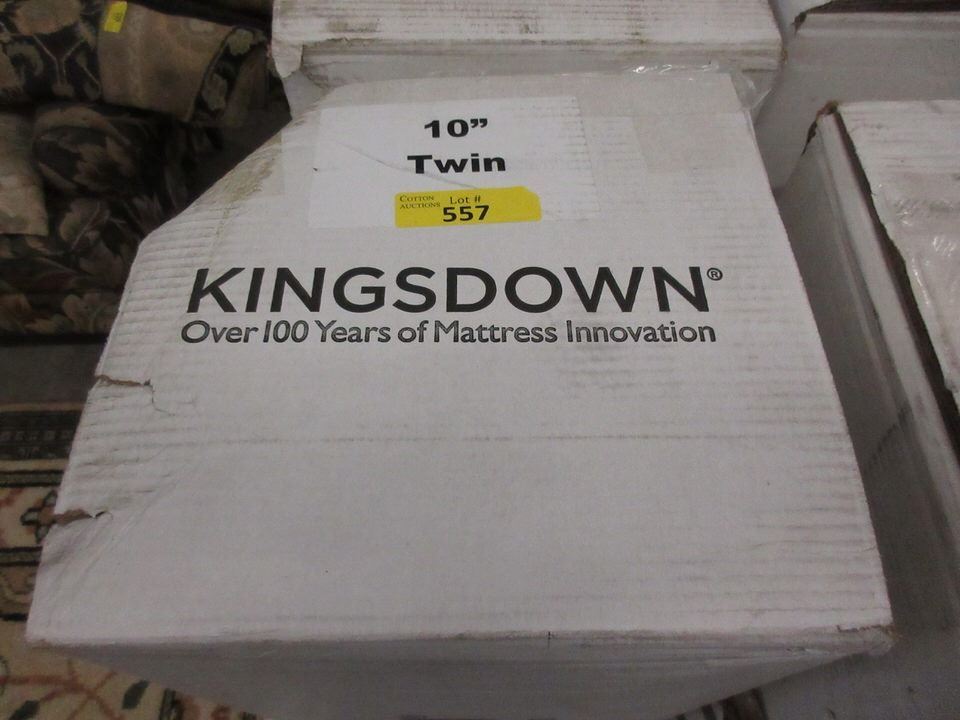 10”
Twin
COTTON AUCTIONS Lot #
557
KINGSDOWN®
Over 100 Years of Mattress Innovation